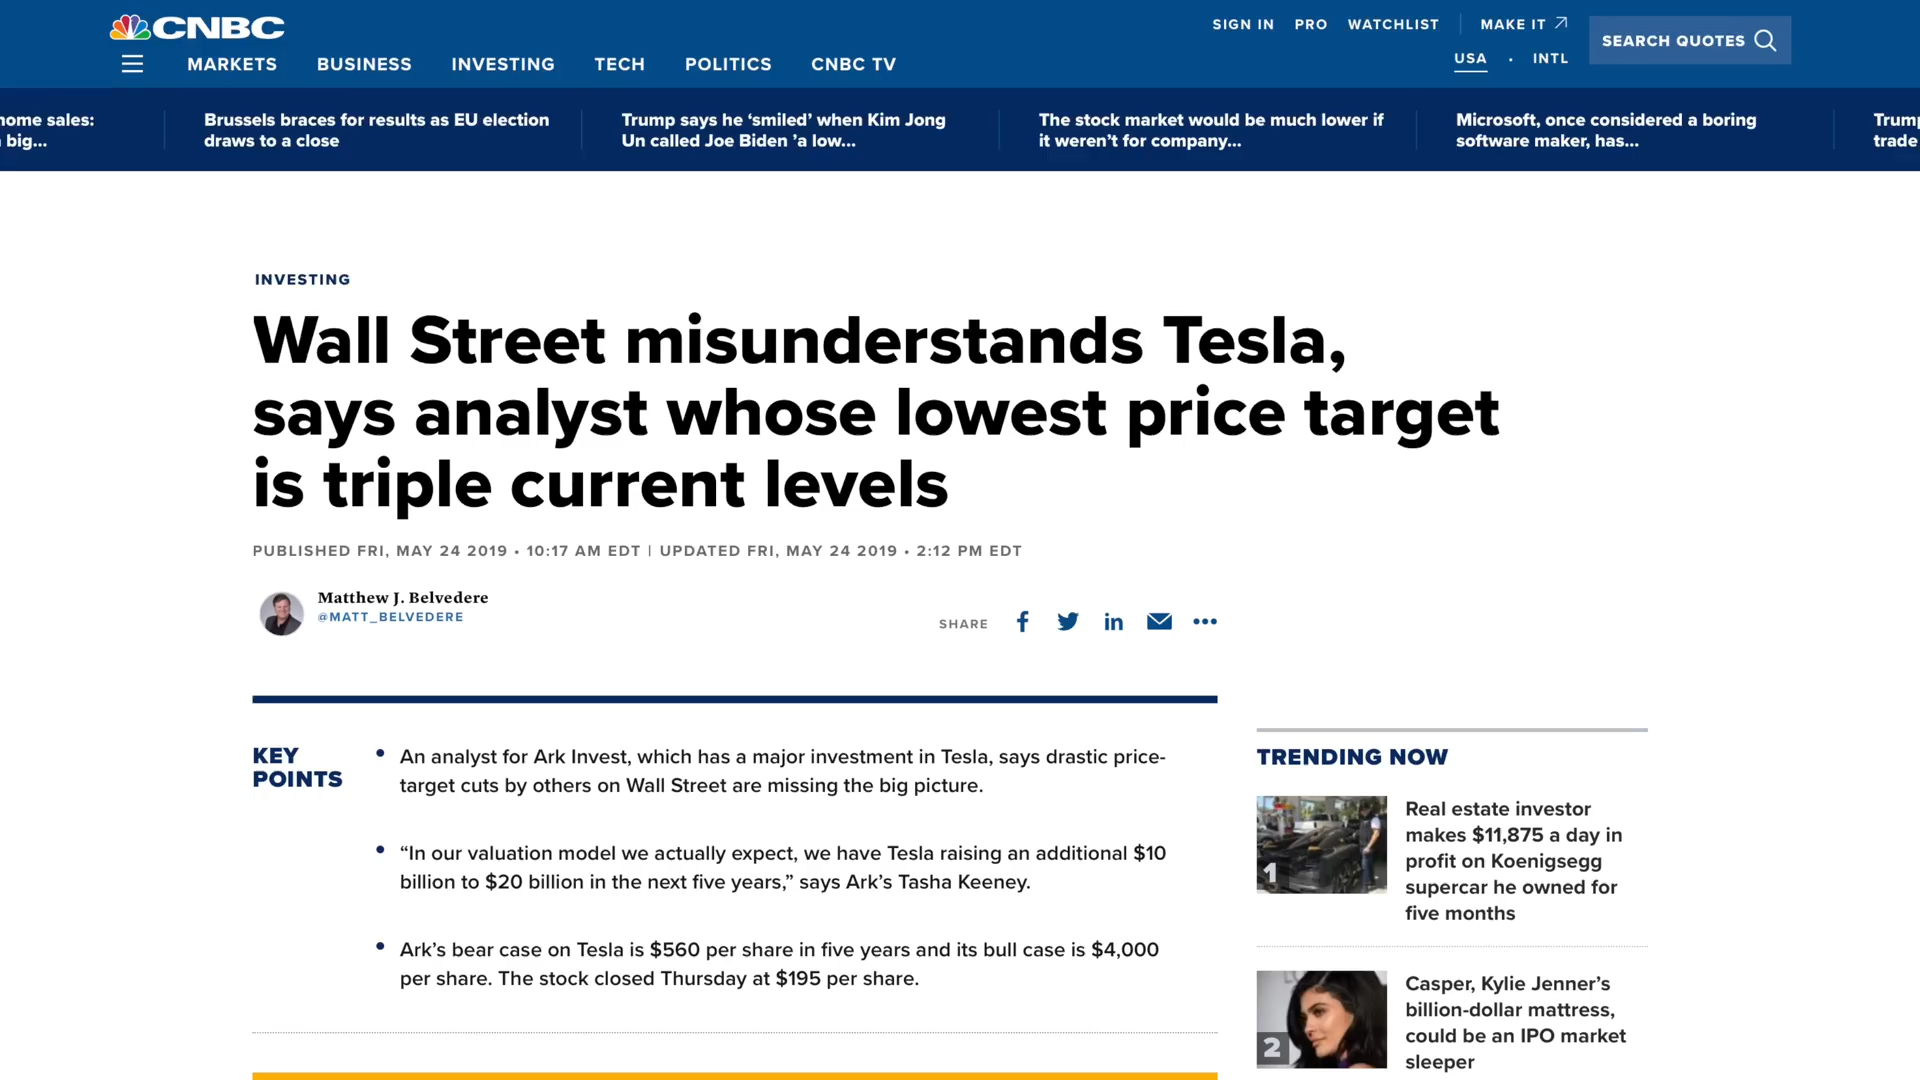 CNBC
SIGN IN PRO WATCHLIST MAKE IT
SEARCH QUOTES
MARKETS BUSINESS INVESTING TECH POLITICS CNBC TV
USA · INTL
home sales:
big...
Brussels braces for results as EU election
draws to a close
Trump says he ‘smiled’ when Kim Jong
Un called Joe Biden ’a low...
The stock market would be much lower if
it weren’t for company...
Microsoft, once considered a boring
software maker, has...
Trump
trade
INVESTING
Wall Street misunderstands Tesla,
says analyst whose lowest price target
is triple current levels
PUBLISHED FRI, MAY 24 2019 • 10:17 AM EDT | UPDATED FRI, MAY 24 2019 • 2:12 PM EDT
Matthew J. Belvedere
@MATT_BELVEDERE
SHARE
KEY
POINTS
• An analyst for Ark Invest, which has a major investment in Tesla, says drastic price-
target cuts by others on Wall Street are missing the big picture.
• “In our valuation model we actually expect, we have Tesla raising an additional $10
billion to $20 billion in the next five years,” says Ark’s Tasha Keeney.
• Ark’s bear case on Tesla is $560 per share in five years and its bull case is $4,000
per share. The stock closed Thursday at $195 per share.
TRENDING NOW
1
Real estate investor
makes $11,875 a day in
profit on Koenigsegg
supercar he owned for
five months
2
Casper, Kylie Jenner’s
billion-dollar mattress,
could be an IPO market
sleeper